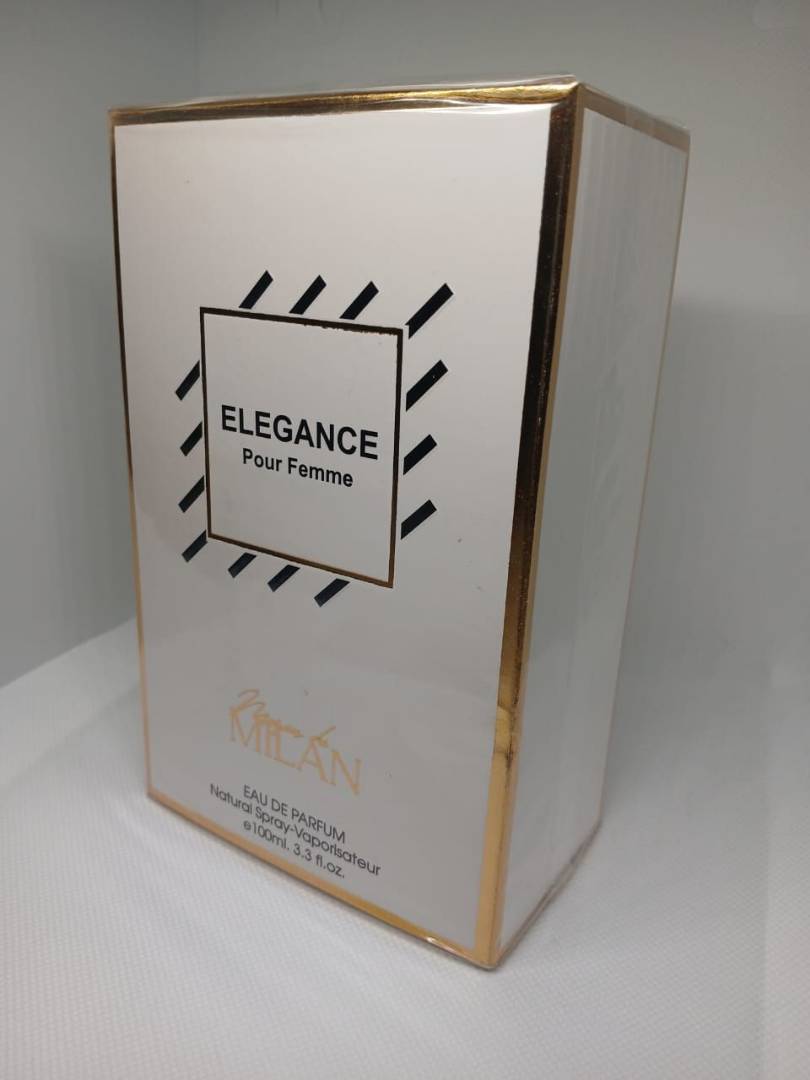 ELEGANCE
Pour Femme
MILAN
EAU DE PARFUM
Natural Spray-Vaporisateur
e100ml. 3.3 fl.oz.